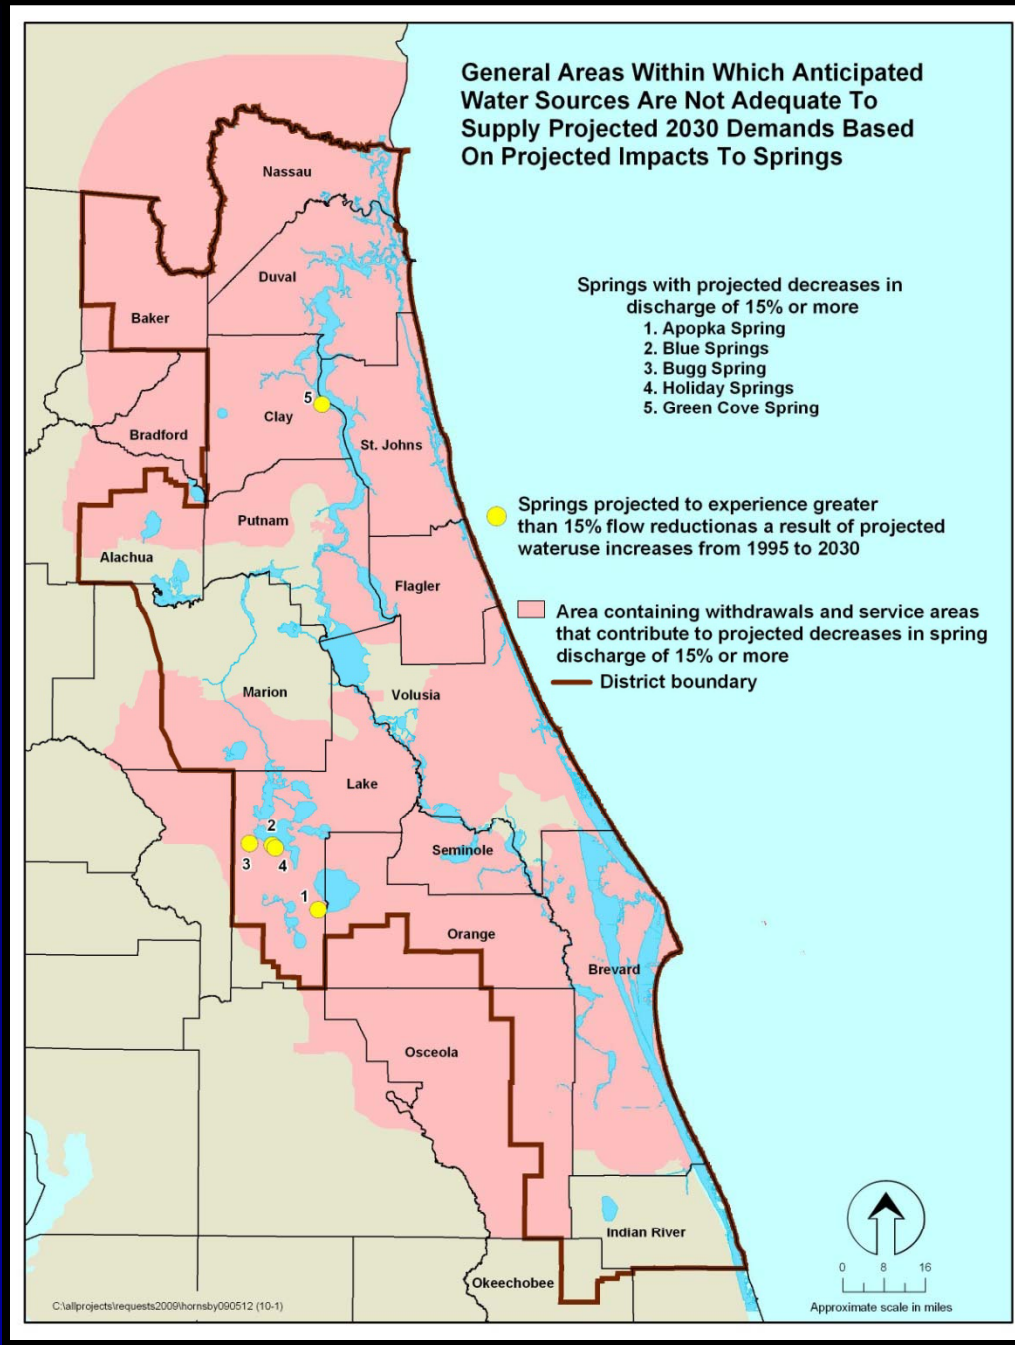 General Areas Within Which Anticipated
Water Sources Are Not Adequate To
Supply Projected 2030 Demands Based
On Projected Impacts To Springs
Nassau
Duval
Baker
Springs with projected decreases in
discharge of 15% or more
1. Apopka Spring
2. Blue Springs
3. Bugg Spring
4. Holiday Springs
5. Green Cove Spring
5
Clay
Bradford
St. Johns
Putnam
Alachua
Flagler
Springs projected to experience greater
than 15% flow reductionas a result of projected
wateruse increases from 1995 to 2030
Area containing withdrawals and service areas
that contribute to projected decreases in spring
discharge of 15% or more
District boundary
Marion
Volusia
Lake
2
3
4
Seminole
1
Orange
Brevard
Osceola
Indian River
Okeechobee
0 8 16
Approximate scale in miles
C:\allprojects\requests2009\hornsby090512 (10-1)